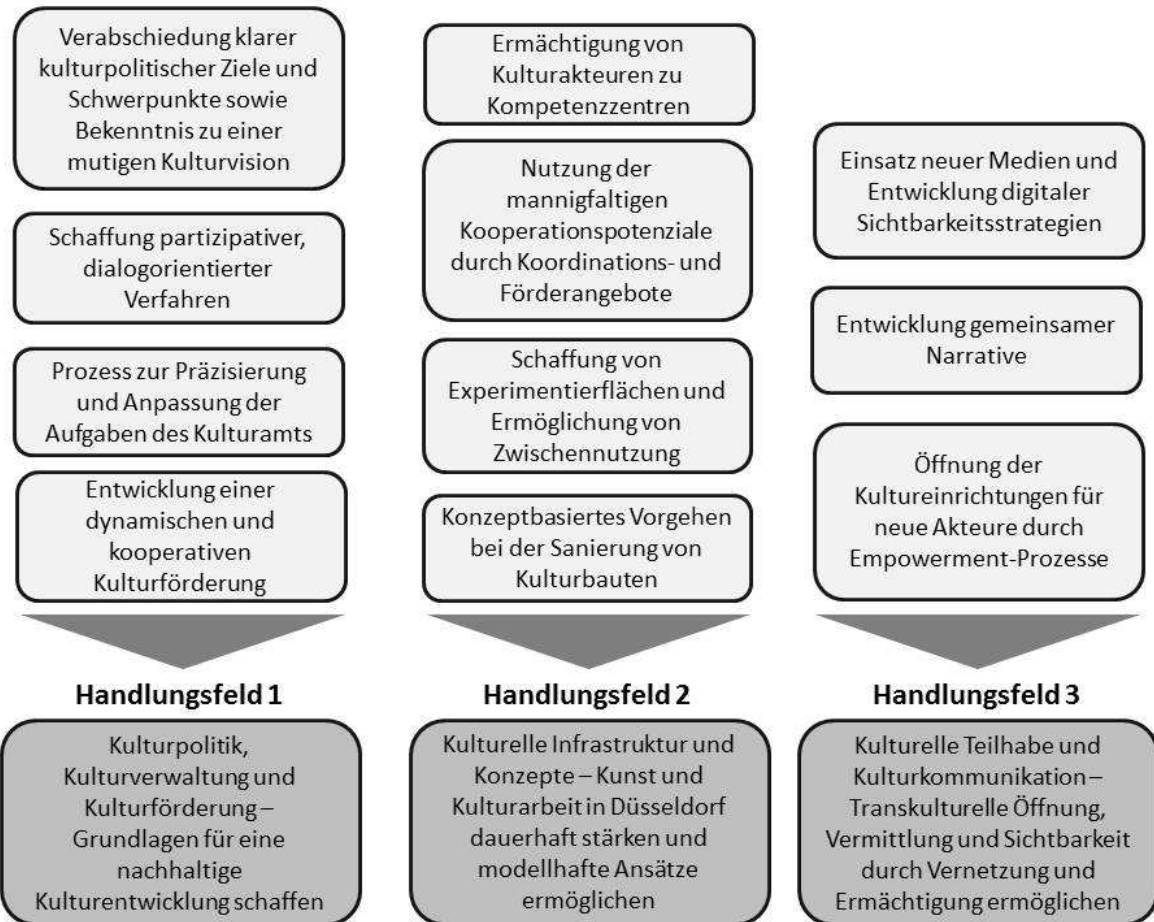 Verabschiedung klarer
kulturpolitischer Ziele und
Schwerpunkte sowie
Bekenntnis zu einer
mutigen Kulturvision
Schaffung partizipativer,
dialogorientierter
Verfahren
Prozess zur Präzisierung
und Anpassung der
Aufgaben des Kulturamts
Entwicklung einer
dynamischen und
kooperativen
Kulturförderung
Handlungsfeld 1
Kulturpolitik,
Kulturverwaltung und
Kulturförderung –
Grundlagen für eine
nachhaltige
Kulturentwicklung schaffen
Ermächtigung von
Kulturakteuren zu
Kompetenzzentren
Nutzung der
mannigfaltigen
Kooperationspotenziale
durch Koordinations- und
Förderangebote
Schaffung von
Experimentierflächen und
Ermöglichung von
Zwischennutzung
Konzeptbasiertes Vorgehen
bei der Sanierung von
Kulturbauten
Handlungsfeld 2
Kulturelle Infrastruktur und
Konzepte – Kunst und
Kulturarbeit in Düsseldorf
dauerhaft stärken und
modellhafte Ansätze
ermöglichen
Einsatz neuer Medien und
Entwicklung digitaler
Sichtbarkeitsstrategien
Entwicklung gemeinsamer
Narrative
Öffnung der
Kultureinrichtungen für
neue Akteure durch
Empowerment-Prozesse
Handlungsfeld 3
Kulturelle Teilhabe und
Kulturkommunikation –
Transkulturelle Öffnung,
Vermittlung und Sichtbarkeit
durch Vernetzung und
Ermächtigung ermöglichen